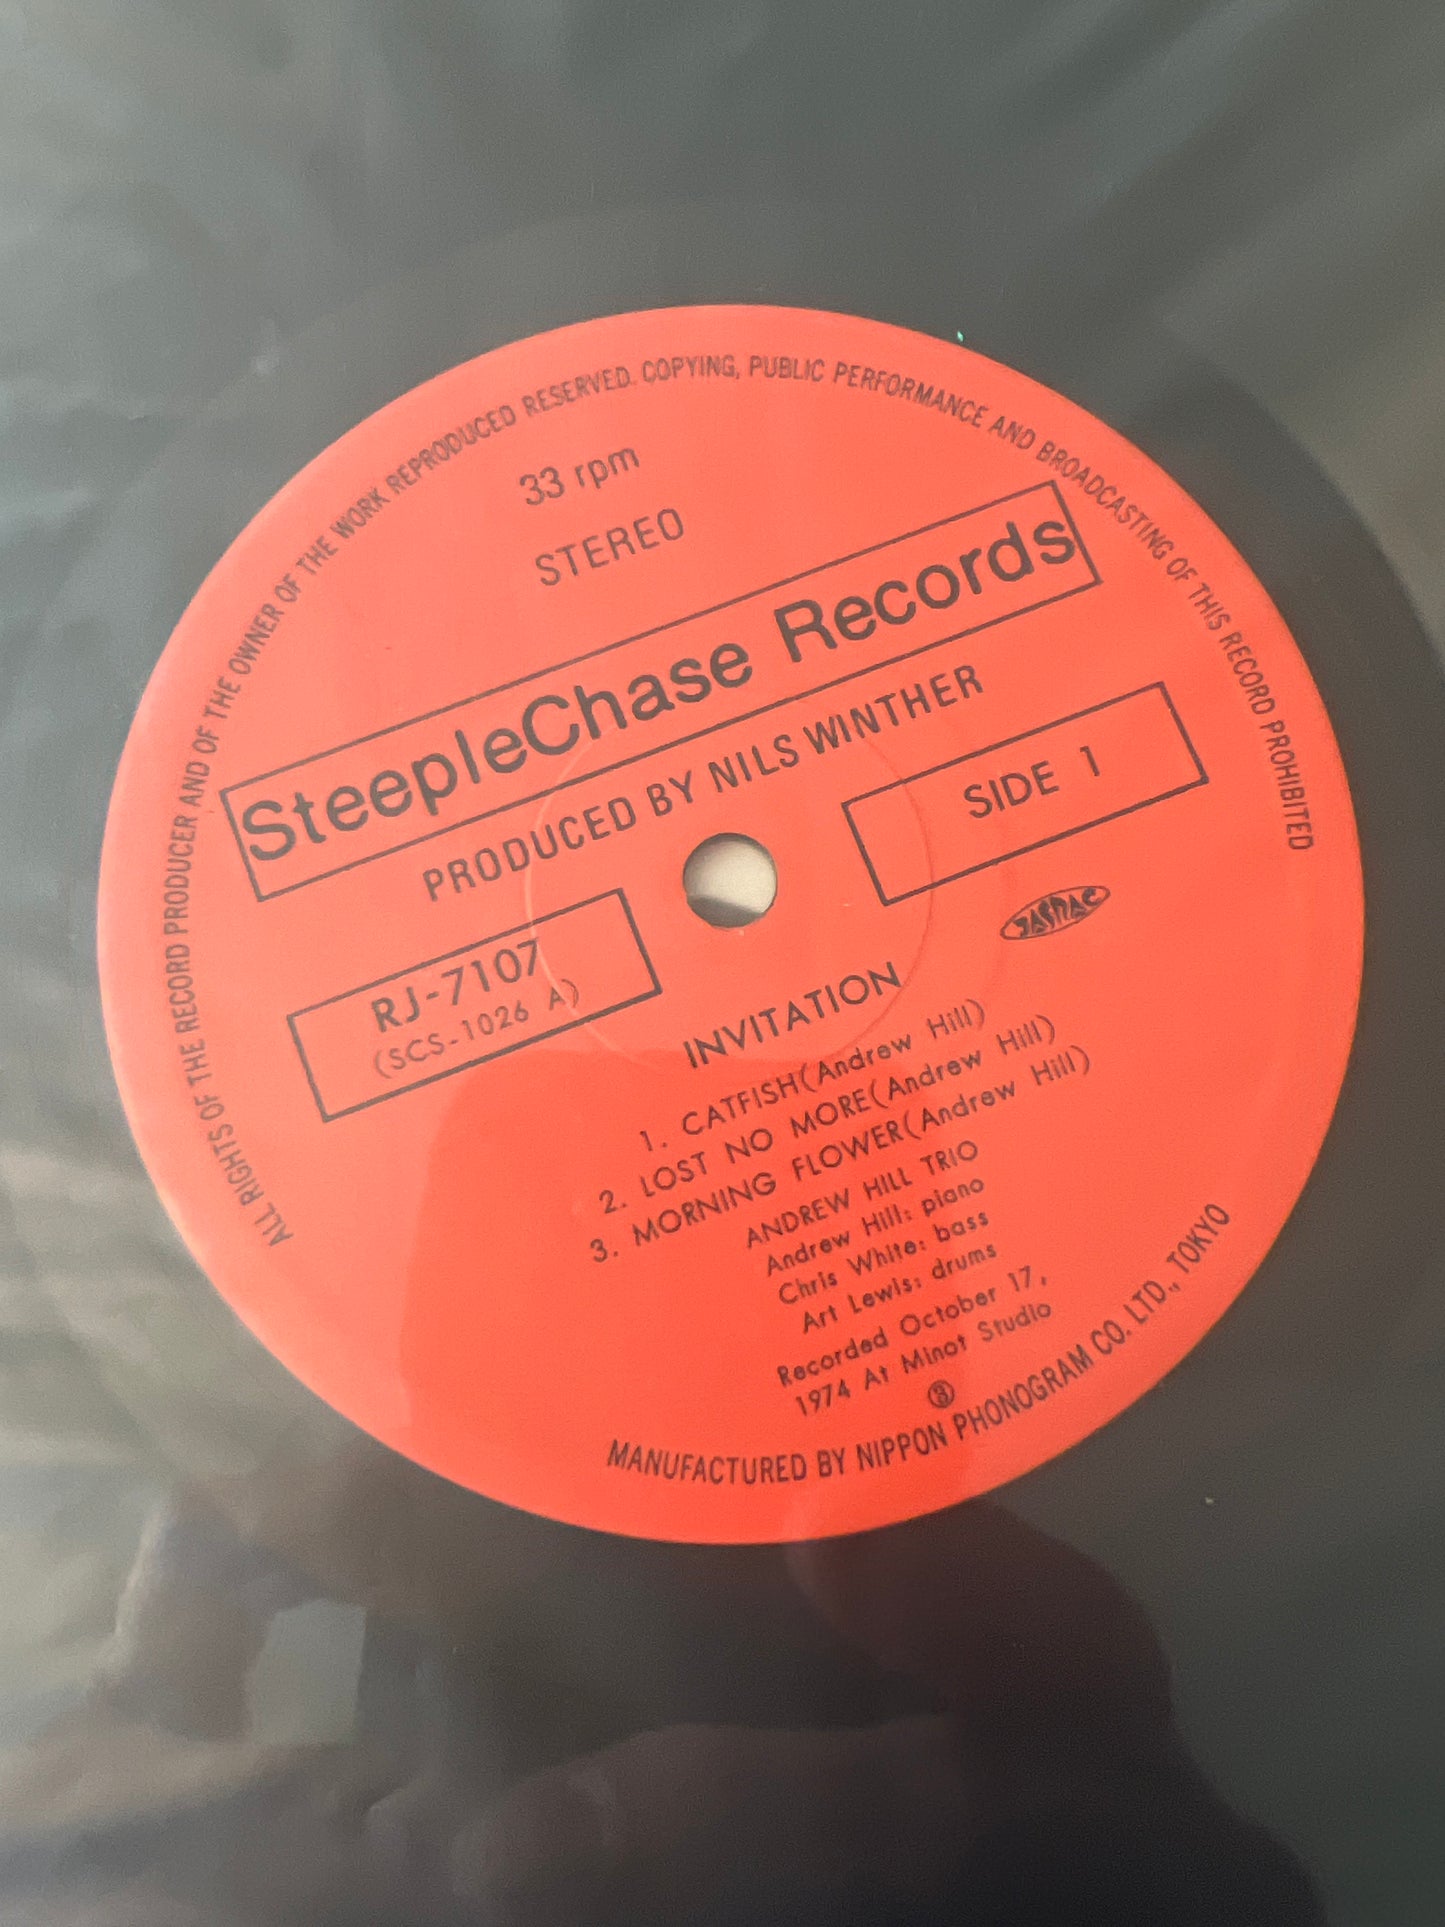 ALL RIGHTS OF THE RECORD PRODUCER AND OF THE OWNER OF THE WORK REPRODUCED RESERVED. COPYING, PUBLIC PERFORMANCE AND BROADCASTING OF THIS RECORD PROHIBITED
33 rpm
STEREO
SteepleChase Records
PRODUCED BY NILS WINTHER
SIDE 1
JASRAC
RJ-7107
(SCS-1026 A)
INVITATION
1. CATFISH(Andrew Hill)
2. LOST NO MORE(Andrew Hill)
3. MORNING FLOWER(Andrew Hill)
ANDREW HILL TRIO
Andrew Hill: piano
Chris White: bass
Art Lewis: drums
Recorded October 17,
1974 At Minot Studio
MANUFACTURED BY NIPPON PHONOGRAM CO. LTD., TOKYO